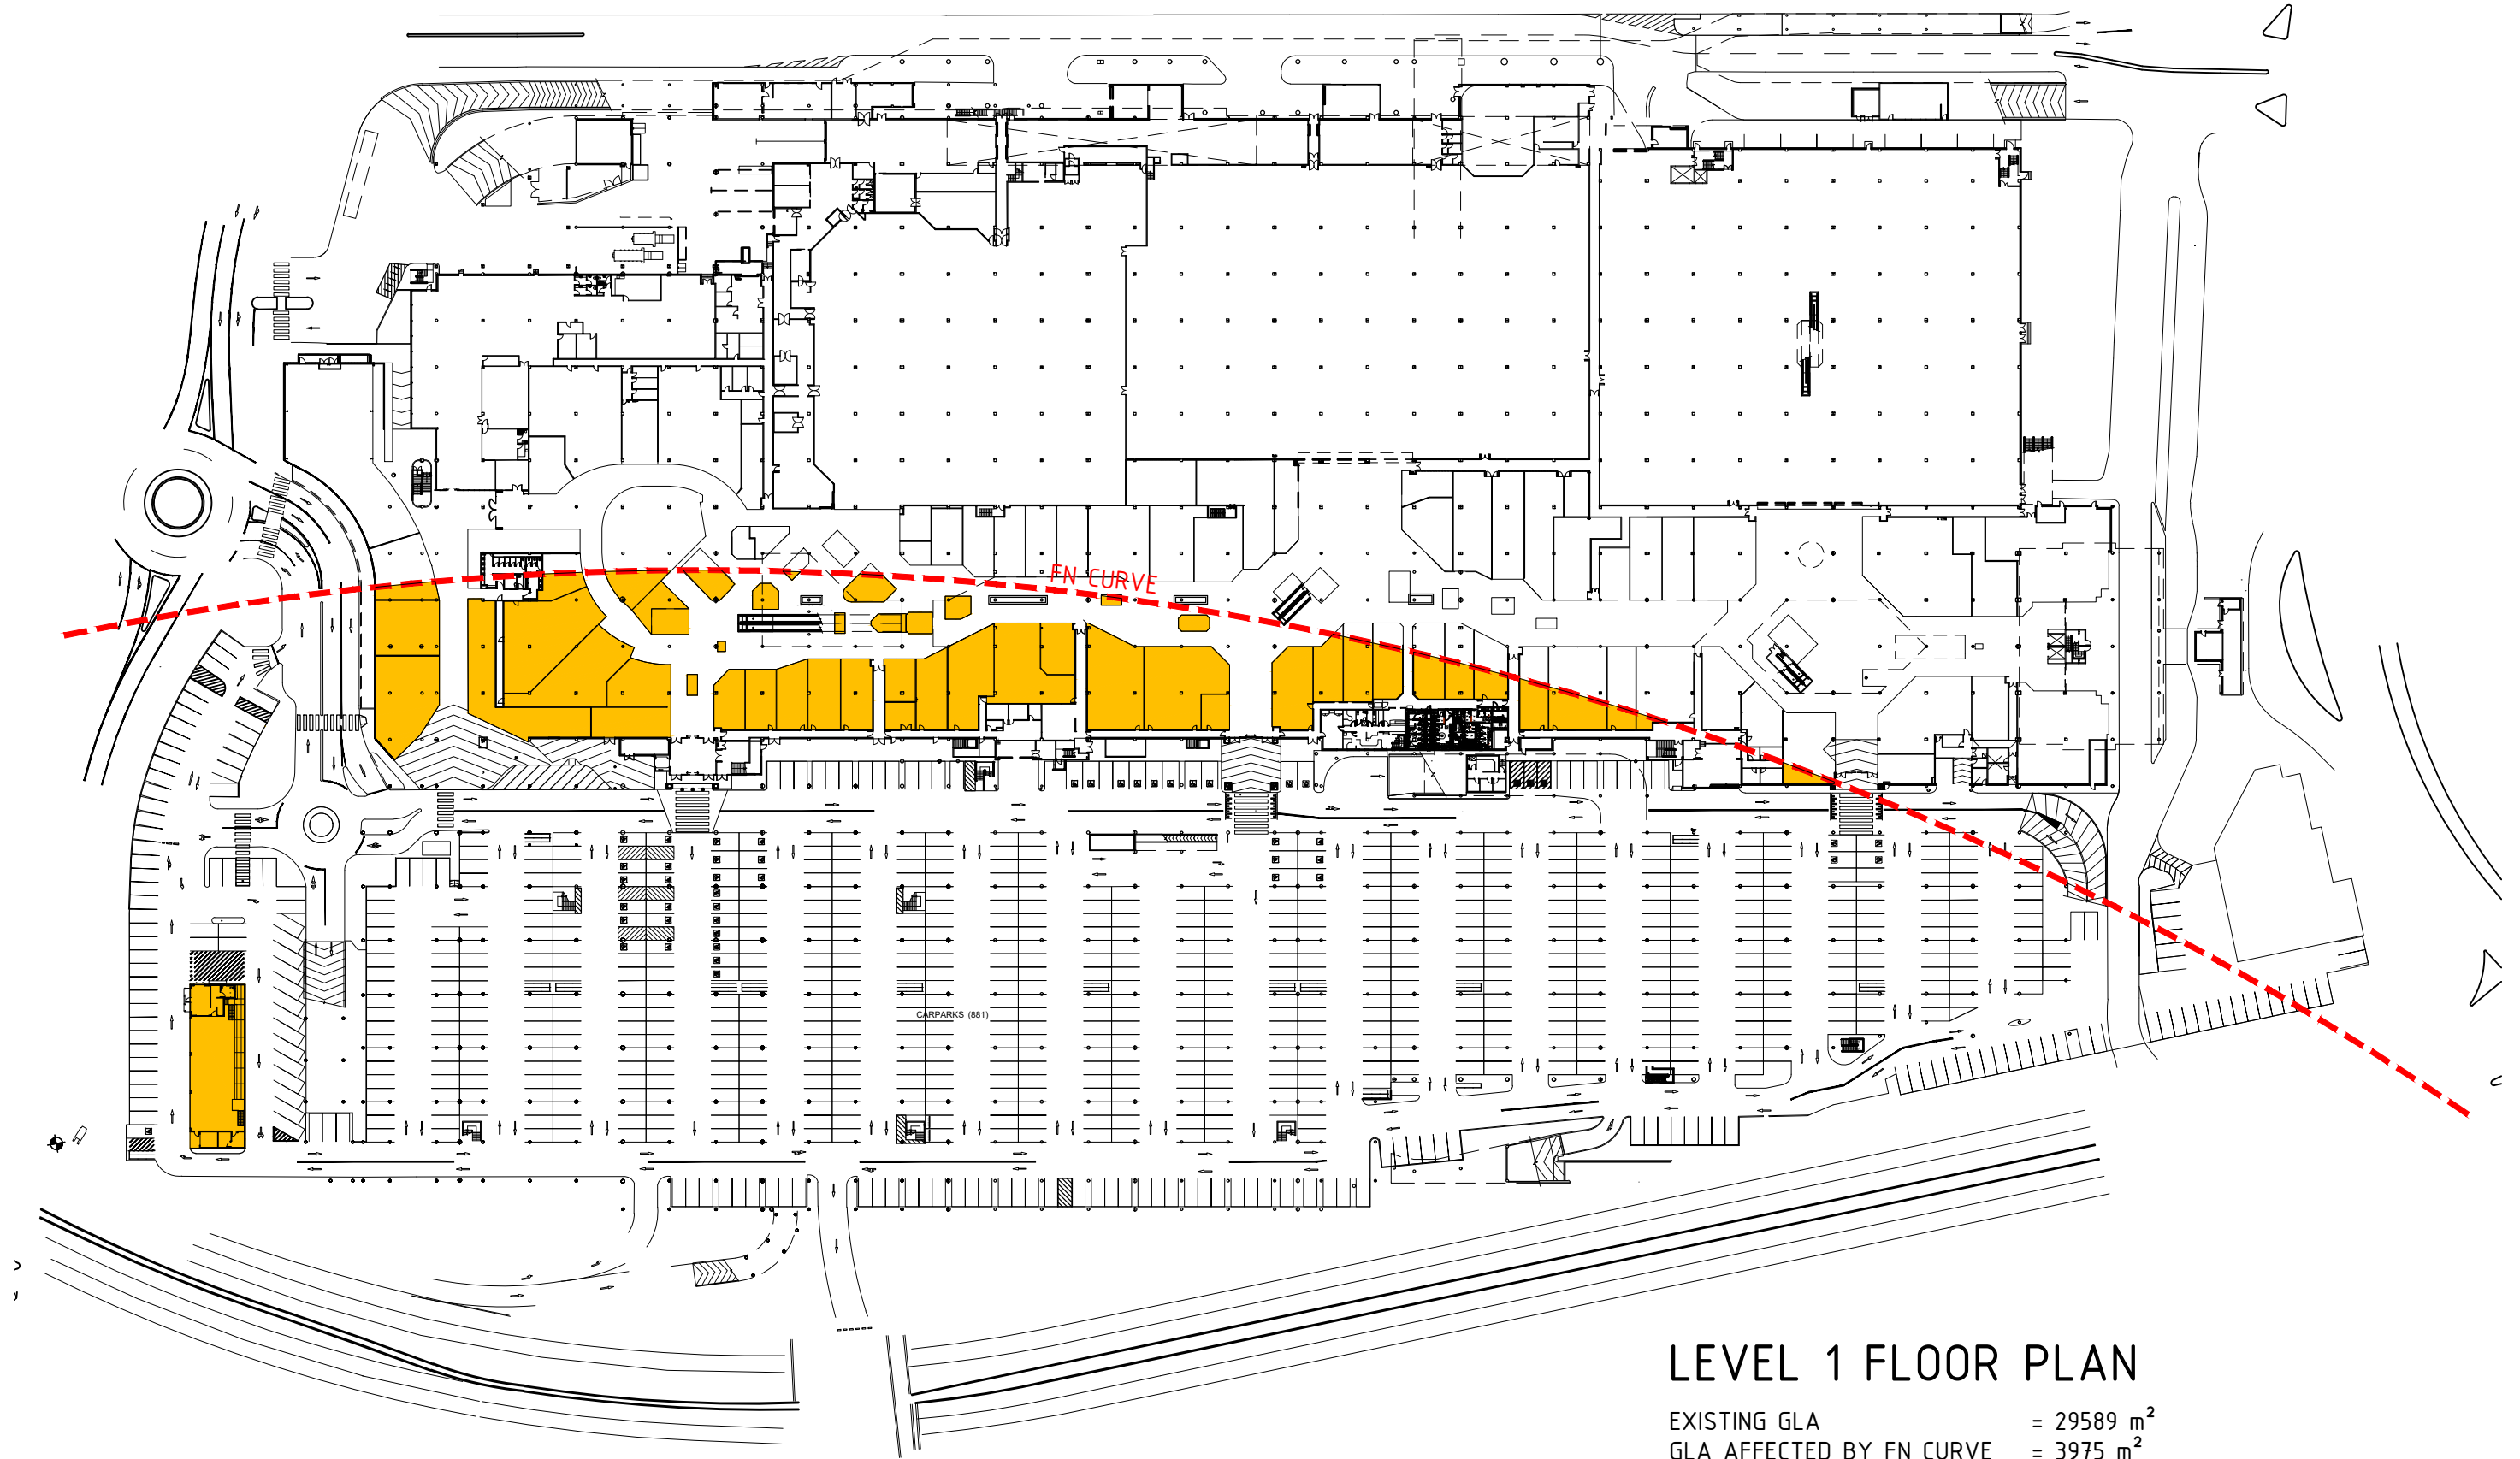 FN CURVE
CARPARKS (881)
LEVEL 1 FLOOR PLAN
EXISTING GLA = 29589 m²
GLA AFFECTED BY FN CURVE = 3975 m²